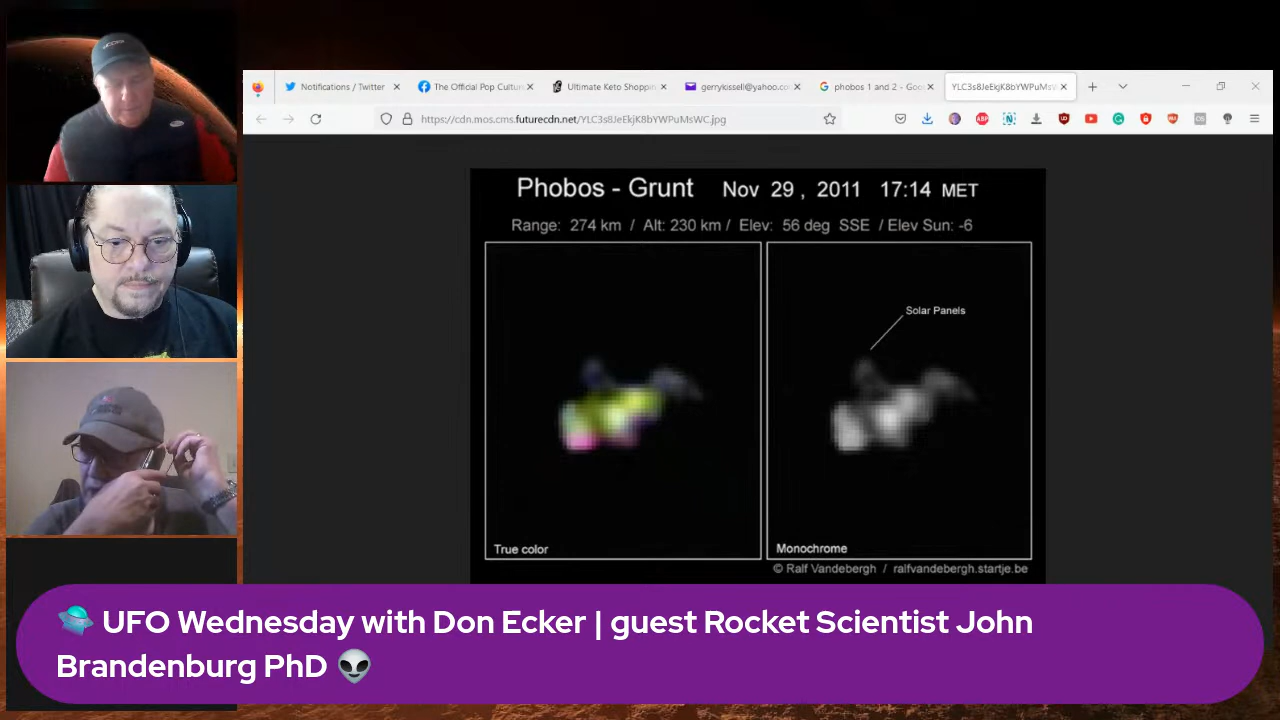 Notifications / Twitter
The Official Pop Cultur
Ultimate Keto Shoppin
gerrykissell@yahoo.co
phobos 1 and 2 - Goo
YLC3s8JeEkjK8bYWPuMsW
https://cdn.mos.cms.futurecdn.net/YLC3s8JeEkjK8bYWPuMsWC.jpg
Phobos - Grunt Nov 29 , 2011 17:14 MET
Range: 274 km / Alt: 230 km / Elev: 56 deg SSE / Elev Sun: -6
Solar Panels
True color
Monochrome
© Ralf Vandebergh / ralfvandebergh.startje.be
UFO Wednesday with Don Ecker | guest Rocket Scientist John
Brandenburg PhD